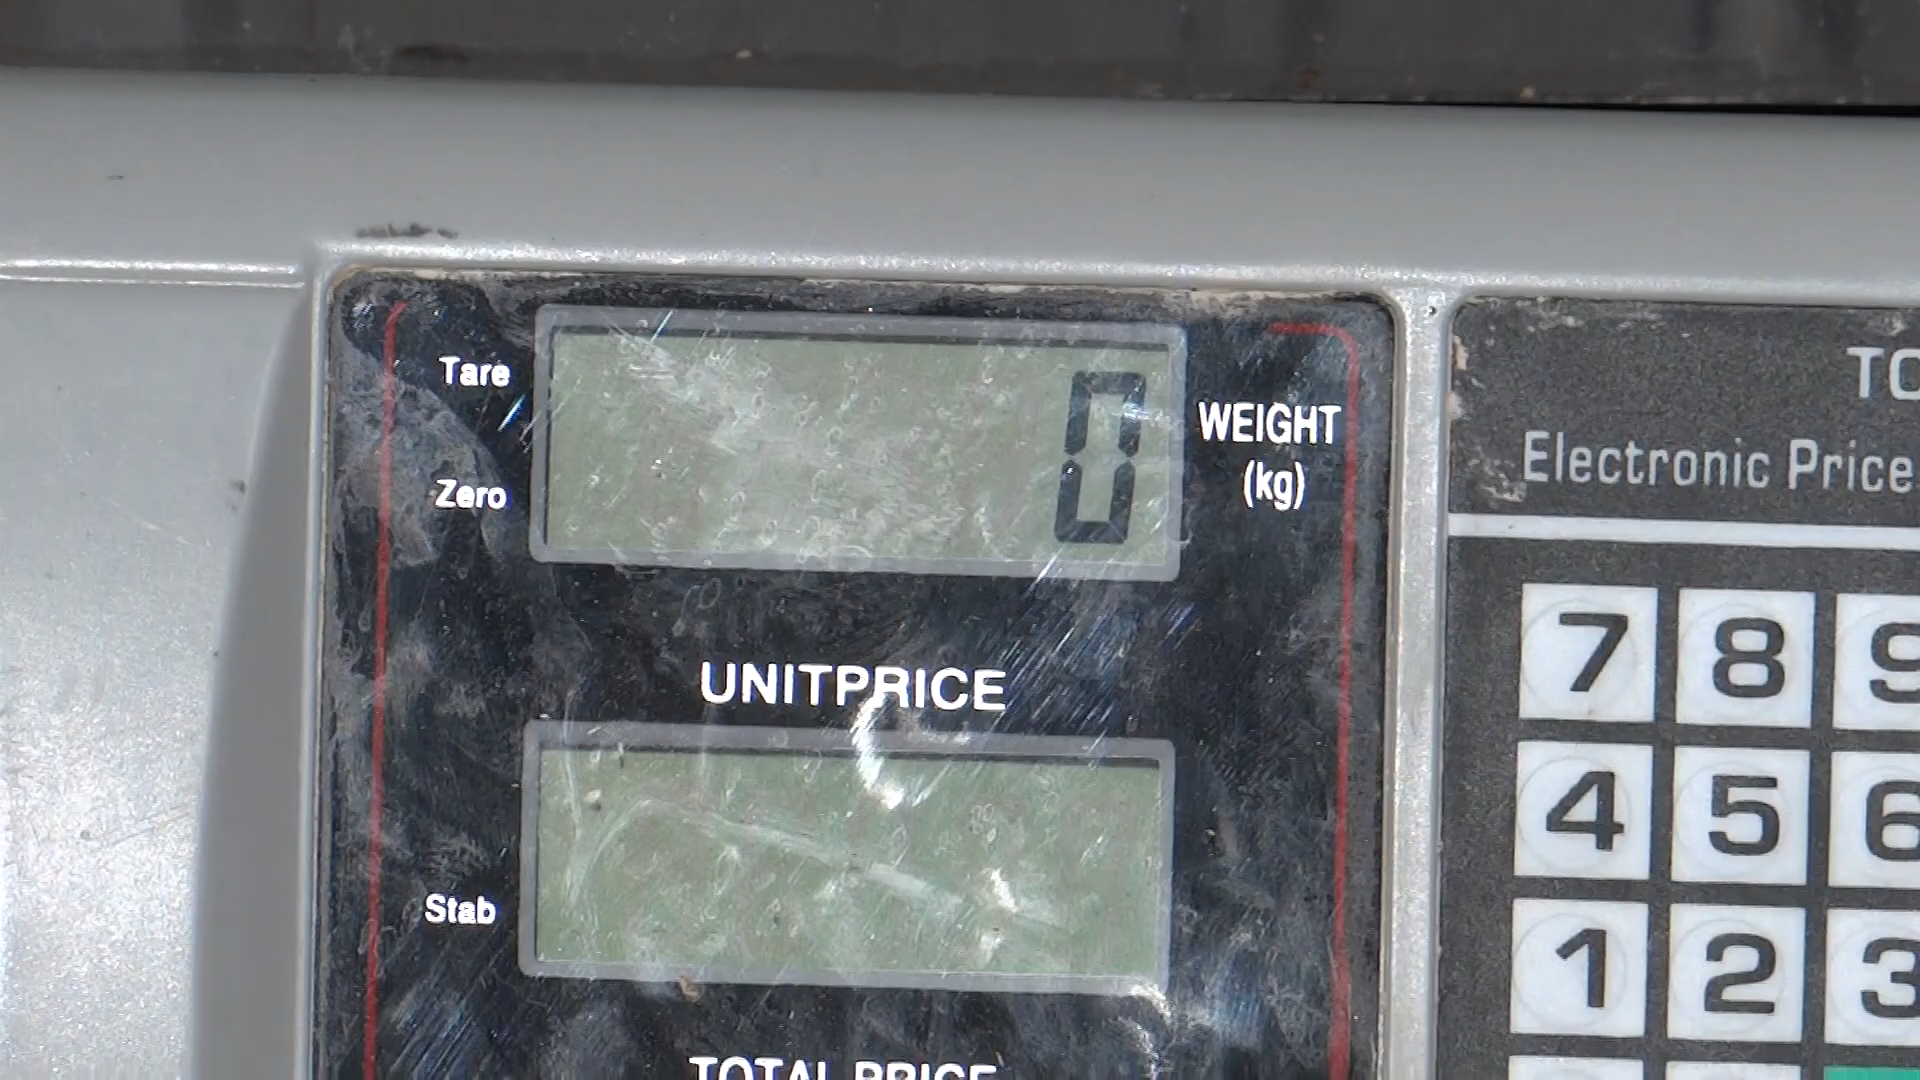 Tare
0
WEIGHT
(kg)
Zero
UNITPRICE
Stab
TOTAL PRICE
Electronic Price
7 8 9
4 5 6
1 2 3